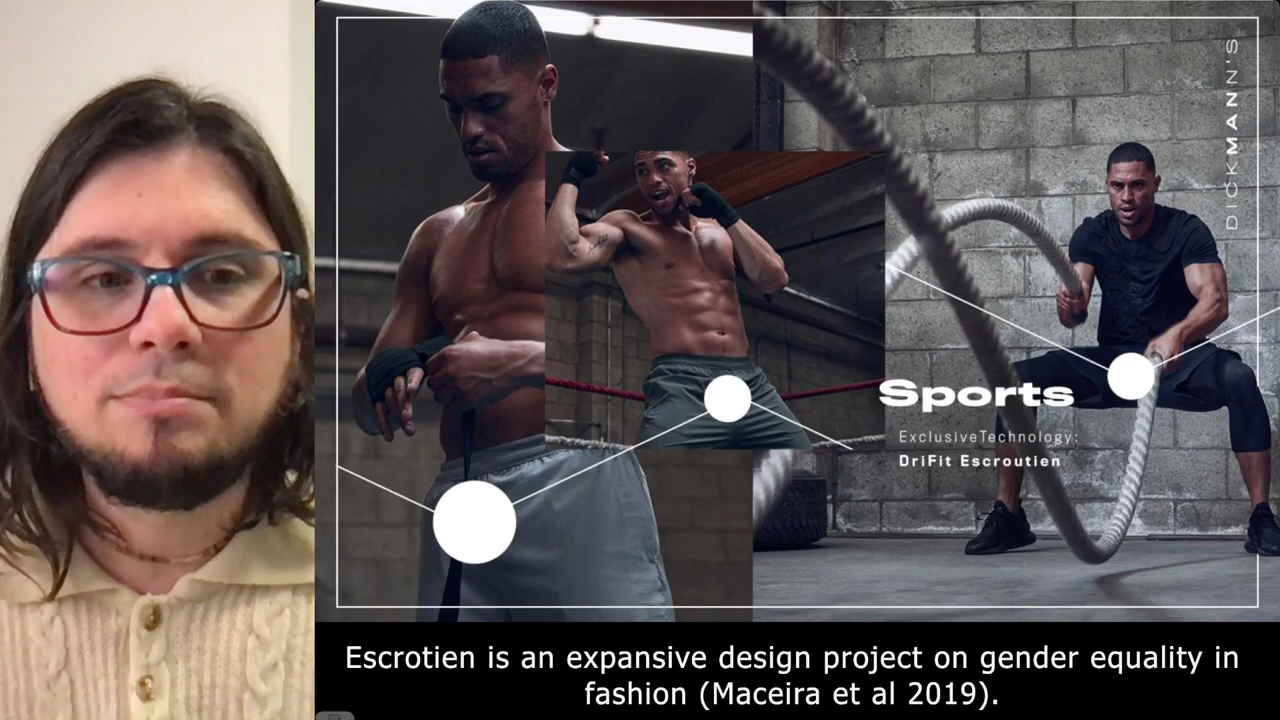 DICKMANN'S
Sports
ExclusiveTechnology:
DriFit Escroutien
Escrotien is an expansive design project on gender equality in
fashion (Maceira et al 2019).